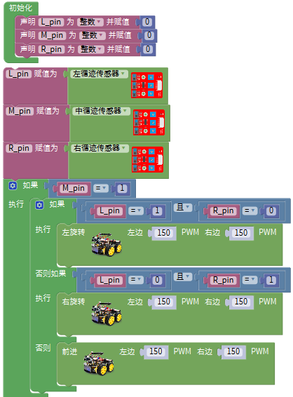 初始化
声明 L_pin 为 整数 并赋值 0
声明 M_pin 为 整数 并赋值 0
声明 R_pin 为 整数 并赋值 0
L_pin 赋值为 左循迹传感器
M_pin 赋值为 中循迹传感器
R_pin 赋值为 右循迹传感器
如果 M_pin = 1
执行 如果 L_pin = 1 且 R_pin = 0
执行 左旋转 左边 150 PWM 右边 150 PWM
否则如果 L_pin = 0 且 R_pin = 1
执行 右旋转 左边 150 PWM 右边 150 PWM
否则 前进 左边 150 PWM 右边 150 PWM